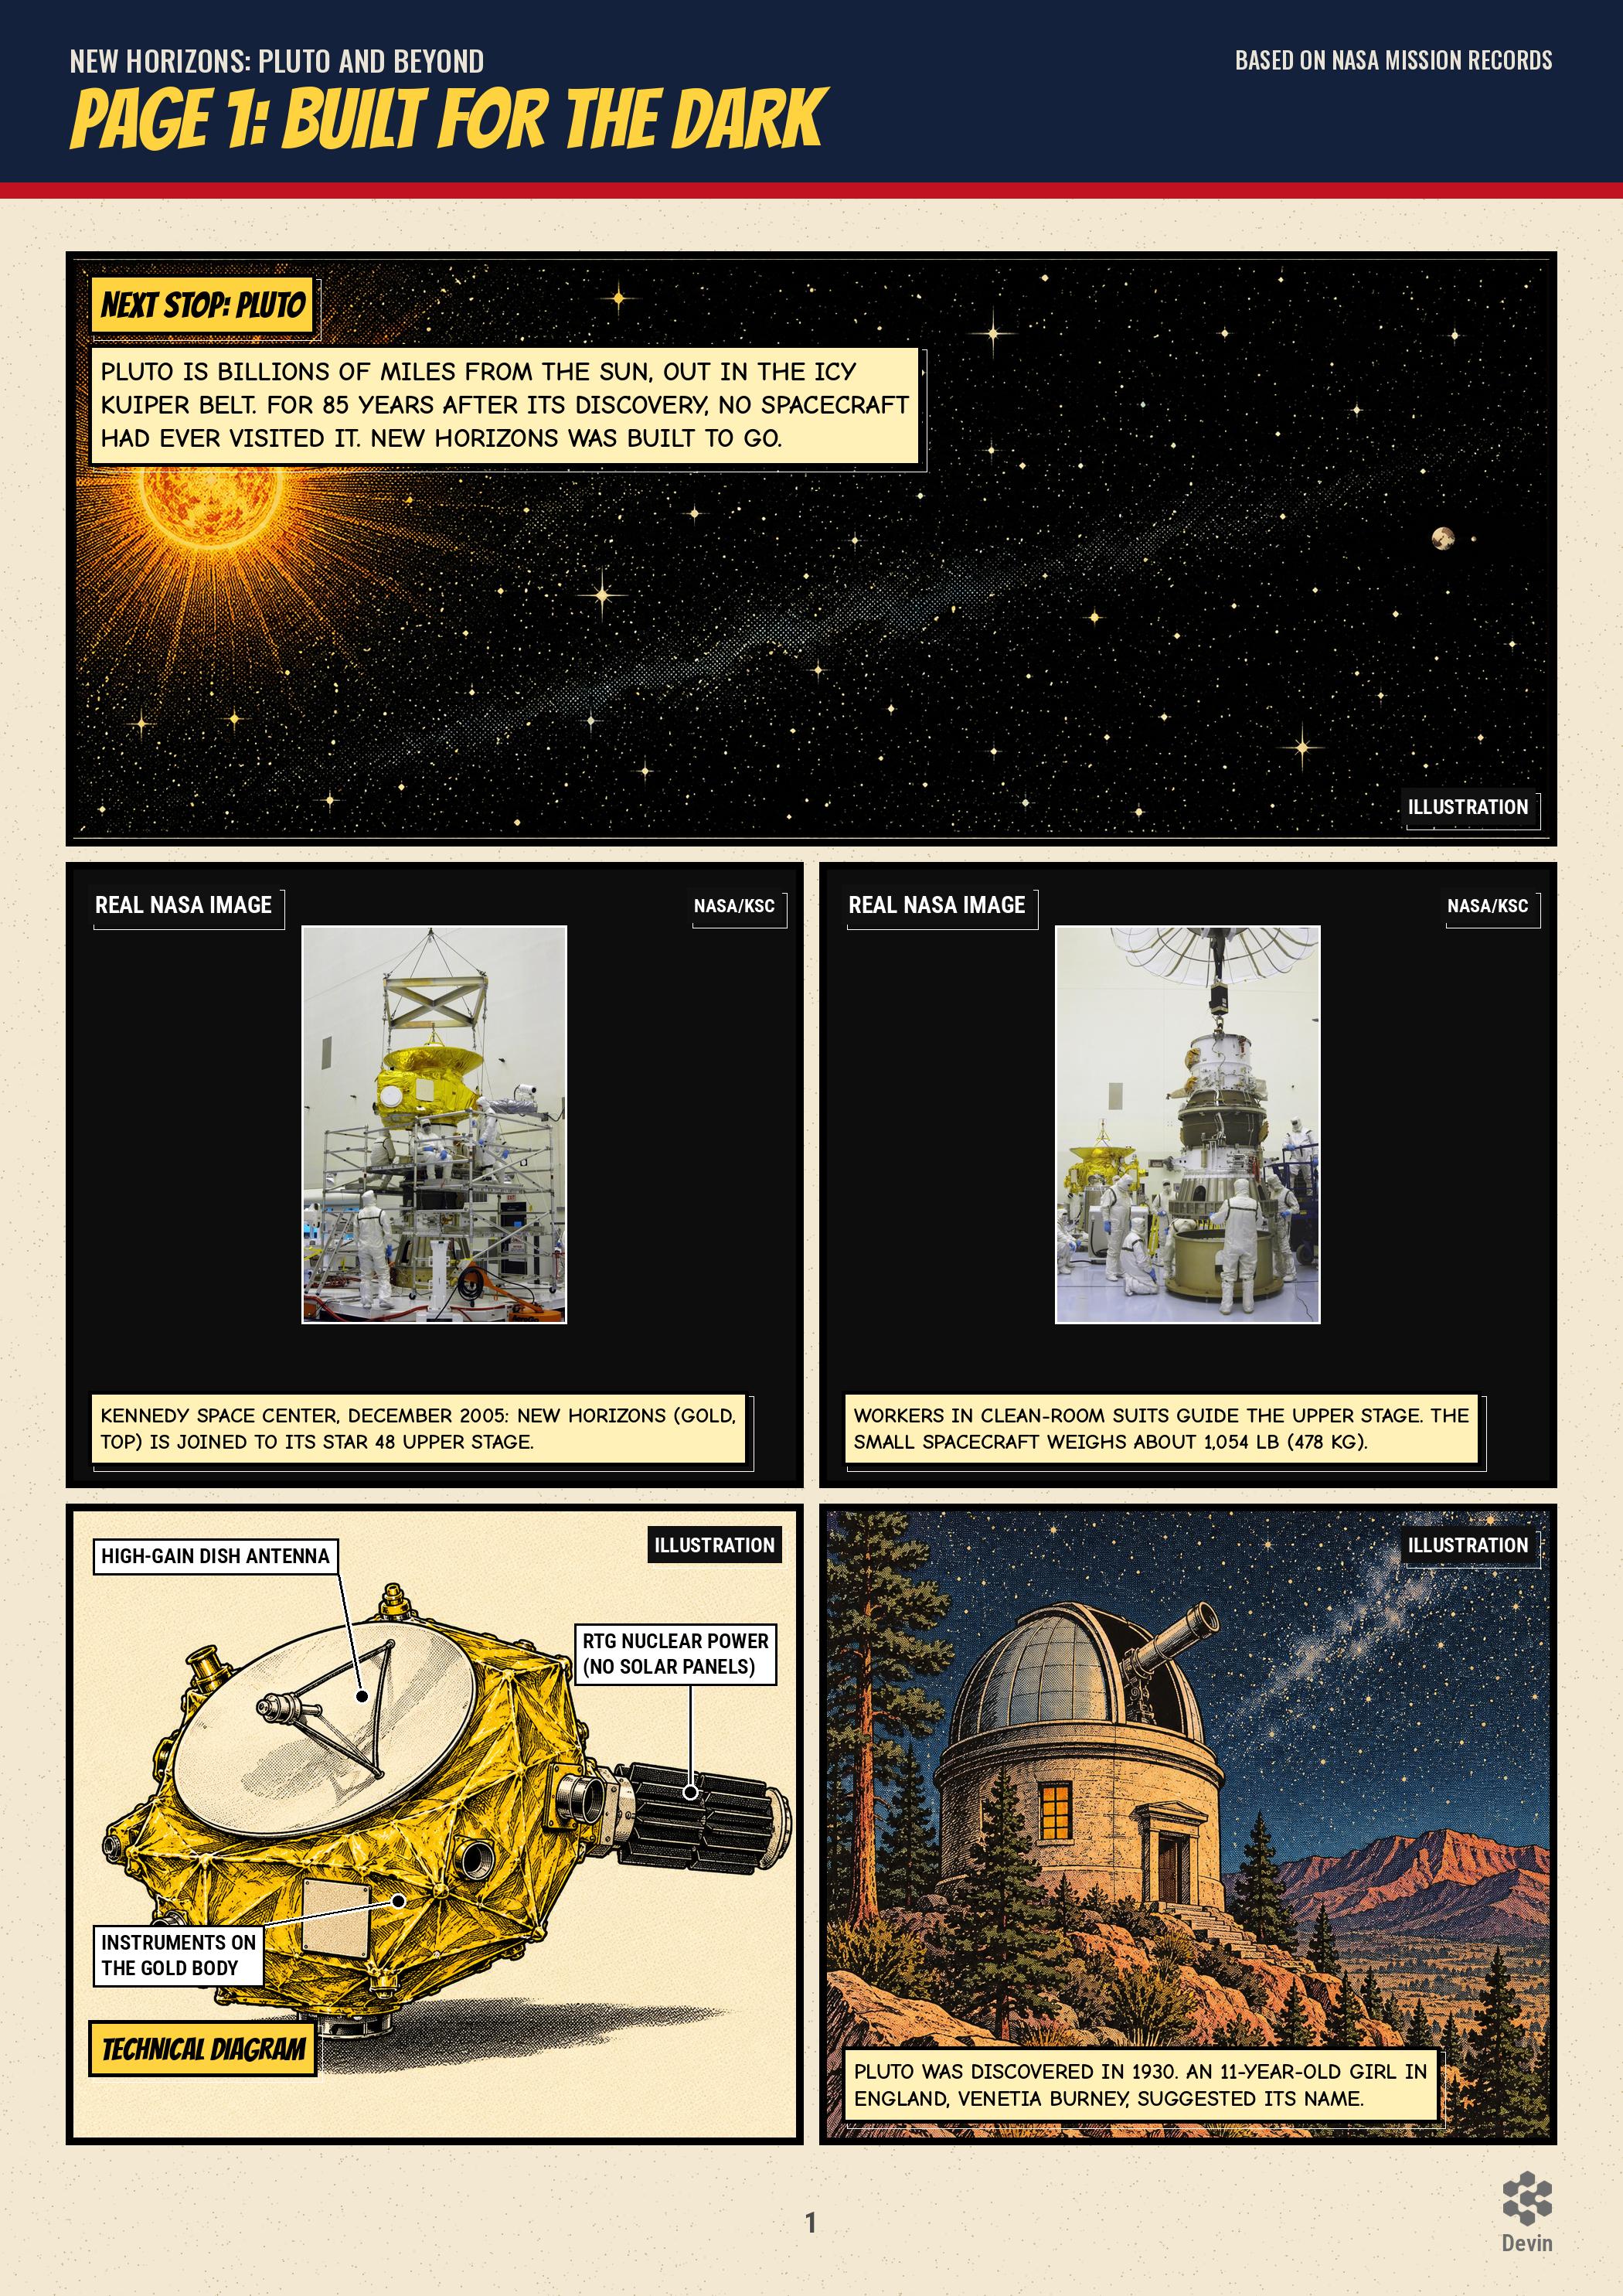 NEW HORIZONS: PLUTO AND BEYOND
BASED ON NASA MISSION RECORDS
PAGE 1: BUILT FOR THE DARK
NEXT STOP: PLUTO
PLUTO IS BILLIONS OF MILES FROM THE SUN, OUT IN THE ICY
KUIPER BELT. FOR 85 YEARS AFTER ITS DISCOVERY, NO SPACECRAFT
HAD EVER VISITED IT. NEW HORIZONS WAS BUILT TO GO.
ILLUSTRATION
REAL NASA IMAGE
NASA/KSC
KENNEDY SPACE CENTER, DECEMBER 2005: NEW HORIZONS (GOLD,
TOP) IS JOINED TO ITS STAR 48 UPPER STAGE.
REAL NASA IMAGE
NASA/KSC
WORKERS IN CLEAN-ROOM SUITS GUIDE THE UPPER STAGE. THE
SMALL SPACECRAFT WEIGHS ABOUT 1,054 LB (478 KG).
HIGH-GAIN DISH ANTENNA
ILLUSTRATION
RTG NUCLEAR POWER
(NO SOLAR PANELS)
INSTRUMENTS ON
THE GOLD BODY
TECHNICAL DIAGRAM
ILLUSTRATION
PLUTO WAS DISCOVERED IN 1930. AN 11-YEAR-OLD GIRL IN
ENGLAND, VENETIA BURNEY, SUGGESTED ITS NAME.
1
Devin